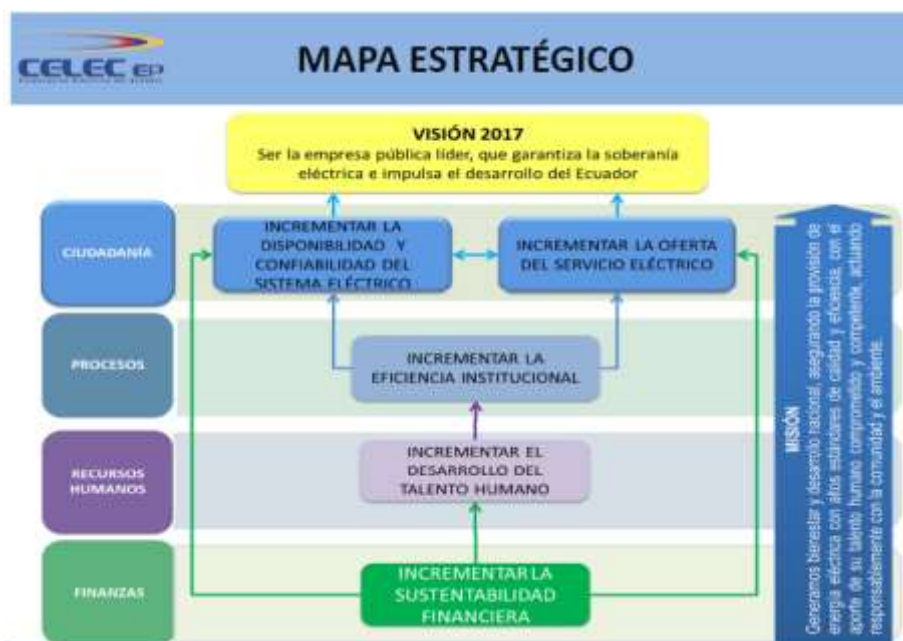 CELEC EP
MAPA ESTRATÉGICO
VISIÓN 2017
Ser la empresa pública líder, que garantiza la soberanía
eléctrica e impulsa el desarrollo del Ecuador
CIUDADANÍA
INCREMENTAR LA
DISPONIBILIDAD Y
CONFIABILIDAD DEL
SISTEMA ELÉCTRICO
INCREMENTAR LA OFERTA
DEL SERVICIO ELÉCTRICO
PROCESOS
INCREMENTAR LA
EFICIENCIA INSTITUCIONAL
RECURSOS
HUMANOS
INCREMENTAR EL
DESARROLLO DEL
TALENTO HUMANO
FINANZAS
INCREMENTAR LA
SUSTENTABILIDAD
FINANCIERA
MISIÓN
Generamos bienestar y desarrollo nacional, asegurando la provisión de
energía eléctrica con altos estándares de calidad y eficiencia, con el
aporte de su talento humano comprometido y competente, actuando
responsablemente con la comunidad y el ambiente.